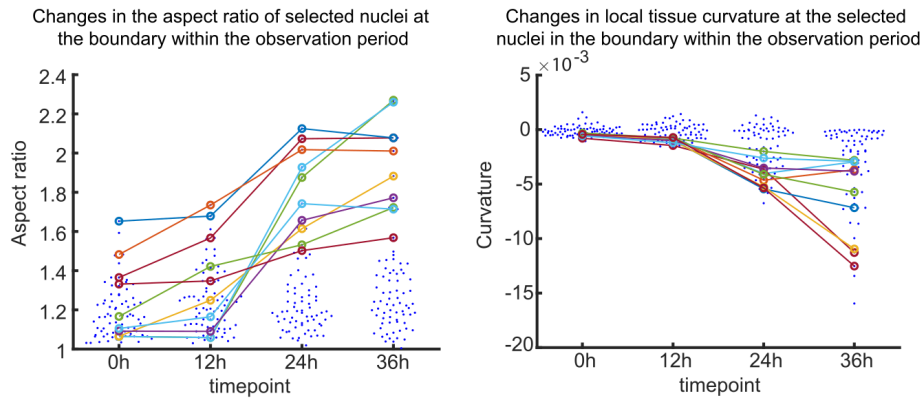 Changes in the aspect ratio of selected nuclei at
the boundary within the observation period
2.4
2.2
2
1.8
1.6
1.4
1.2
1
Aspect ratio
0h 12h 24h 36h
timepoint
Changes in local tissue curvature at the selected
nuclei in the boundary within the observation period
×10⁻³
5
0
-5
-10
-15
-20
Curvature
0h 12h 24h 36h
timepoint